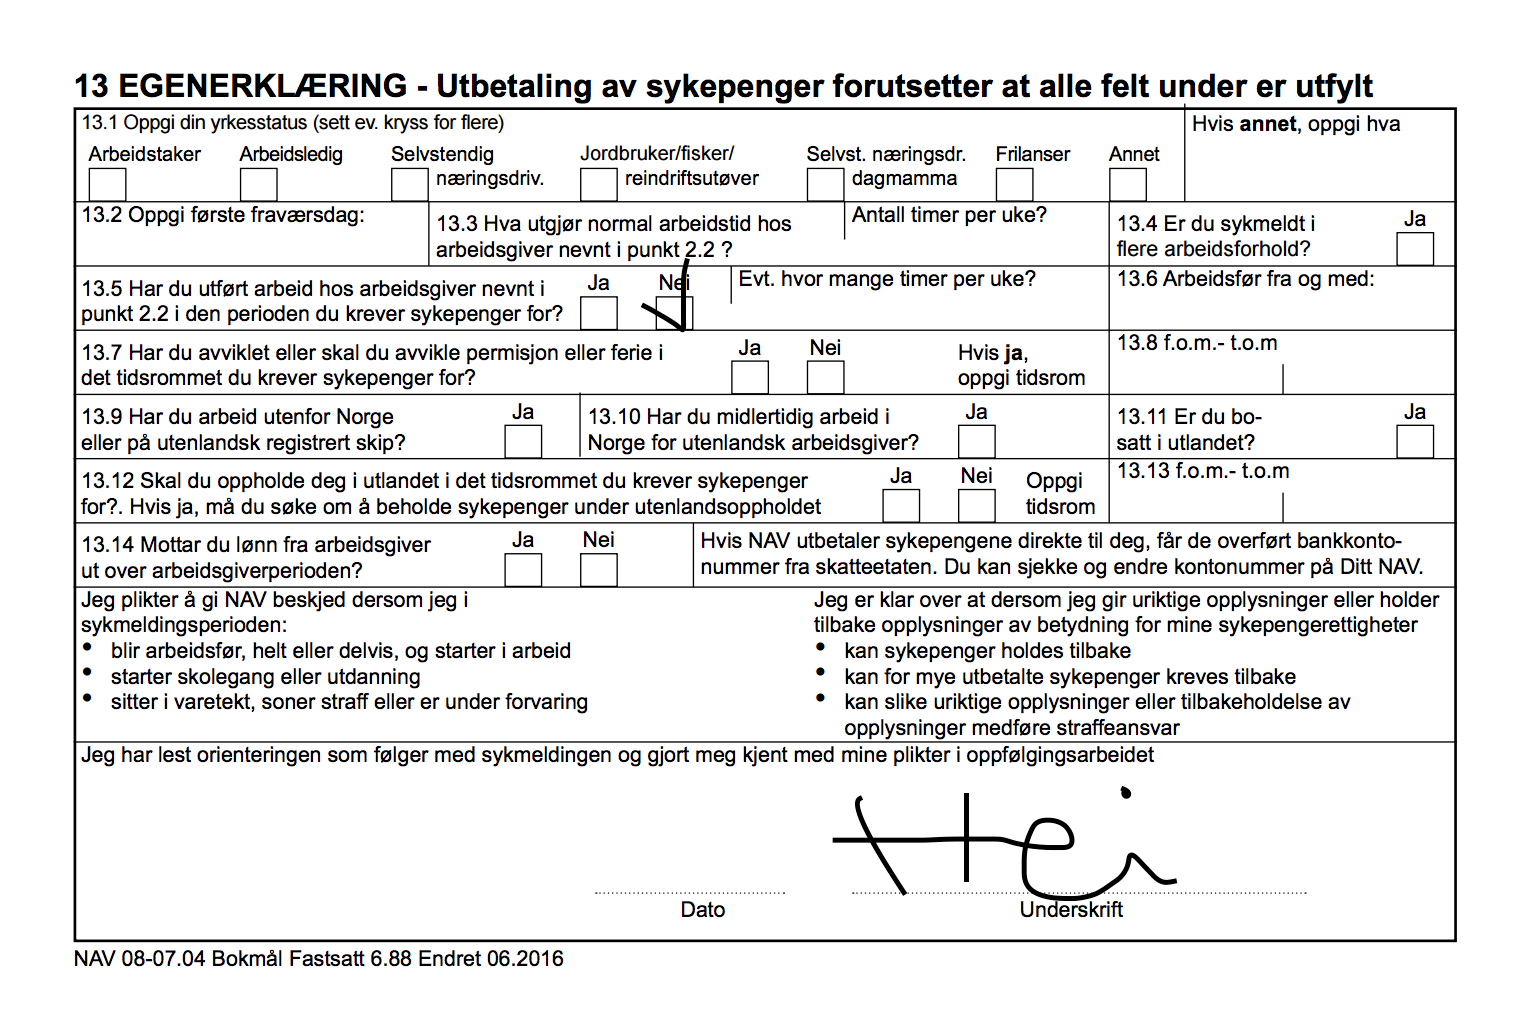 13 EGENERKLÆRING - Utbetaling av sykepenger forutsetter at alle felt under er utfylt
13.1 Oppgi din yrkesstatus (sett ev. kryss for flere)
Hvis annet, oppgi hva
Arbeidstaker
Arbeidsledig
Selvstendig næringsdriv.
Jordbruker/fisker/ reindriftsutøver
Selvst. næringsdr. dagmamma
Frilanser
Annet
13.2 Oppgi første fraværsdag:
13.3 Hva utgjør normal arbeidstid hos
arbeidsgiver nevnt i punkt 2.2 ?
Antall timer per uke?
13.4 Er du sykmeldt i
flere arbeidsforhold?
Ja
13.5 Har du utført arbeid hos arbeidsgiver nevnt i
punkt 2.2 i den perioden du krever sykepenger for?
Ja
Nei
Evt. hvor mange timer per uke?
13.6 Arbeidsfør fra og med:
13.7 Har du avviklet eller skal du avvikle permisjon eller ferie i
det tidsrommet du krever sykepenger for?
Ja
Nei
Hvis ja,
oppgi tidsrom
13.8 f.o.m.- t.o.m
13.9 Har du arbeid utenfor Norge
eller på utenlandsk registrert skip?
Ja
13.10 Har du midlertidig arbeid i
Norge for utenlandsk arbeidsgiver?
Ja
13.11 Er du bo-
satt i utlandet?
Ja
13.12 Skal du oppholde deg i utlandet i det tidsrommet du krever sykepenger
for?. Hvis ja, må du søke om å beholde sykepenger under utenlandsoppholdet
Ja
Nei
Oppgi
tidsrom
13.13 f.o.m.- t.o.m
13.14 Mottar du lønn fra arbeidsgiver
ut over arbeidsgiverperioden?
Ja
Nei
Hvis NAV utbetaler sykepengene direkte til deg, får de overført bankkonto-
nummer fra skatteetaten. Du kan sjekke og endre kontonummer på Ditt NAV.
Jeg plikter å gi NAV beskjed dersom jeg i
sykmeldingsperioden:
• blir arbeidsfør, helt eller delvis, og starter i arbeid
• starter skolegang eller utdanning
• sitter i varetekt, soner straff eller er under forvaring
Jeg er klar over at dersom jeg gir uriktige opplysninger eller holder
tilbake opplysninger av betydning for mine sykepengerettigheter
• kan sykepenger holdes tilbake
• kan for mye utbetalte sykepenger kreves tilbake
• kan slike uriktige opplysninger eller tilbakeholdelse av
opplysninger medføre straffeansvar
Jeg har lest orienteringen som følger med sykmeldingen og gjort meg kjent med mine plikter i oppfølgingsarbeidet
Hei
Dato
Underskrift
NAV 08-07.04 Bokmål Fastsatt 6.88 Endret 06.2016